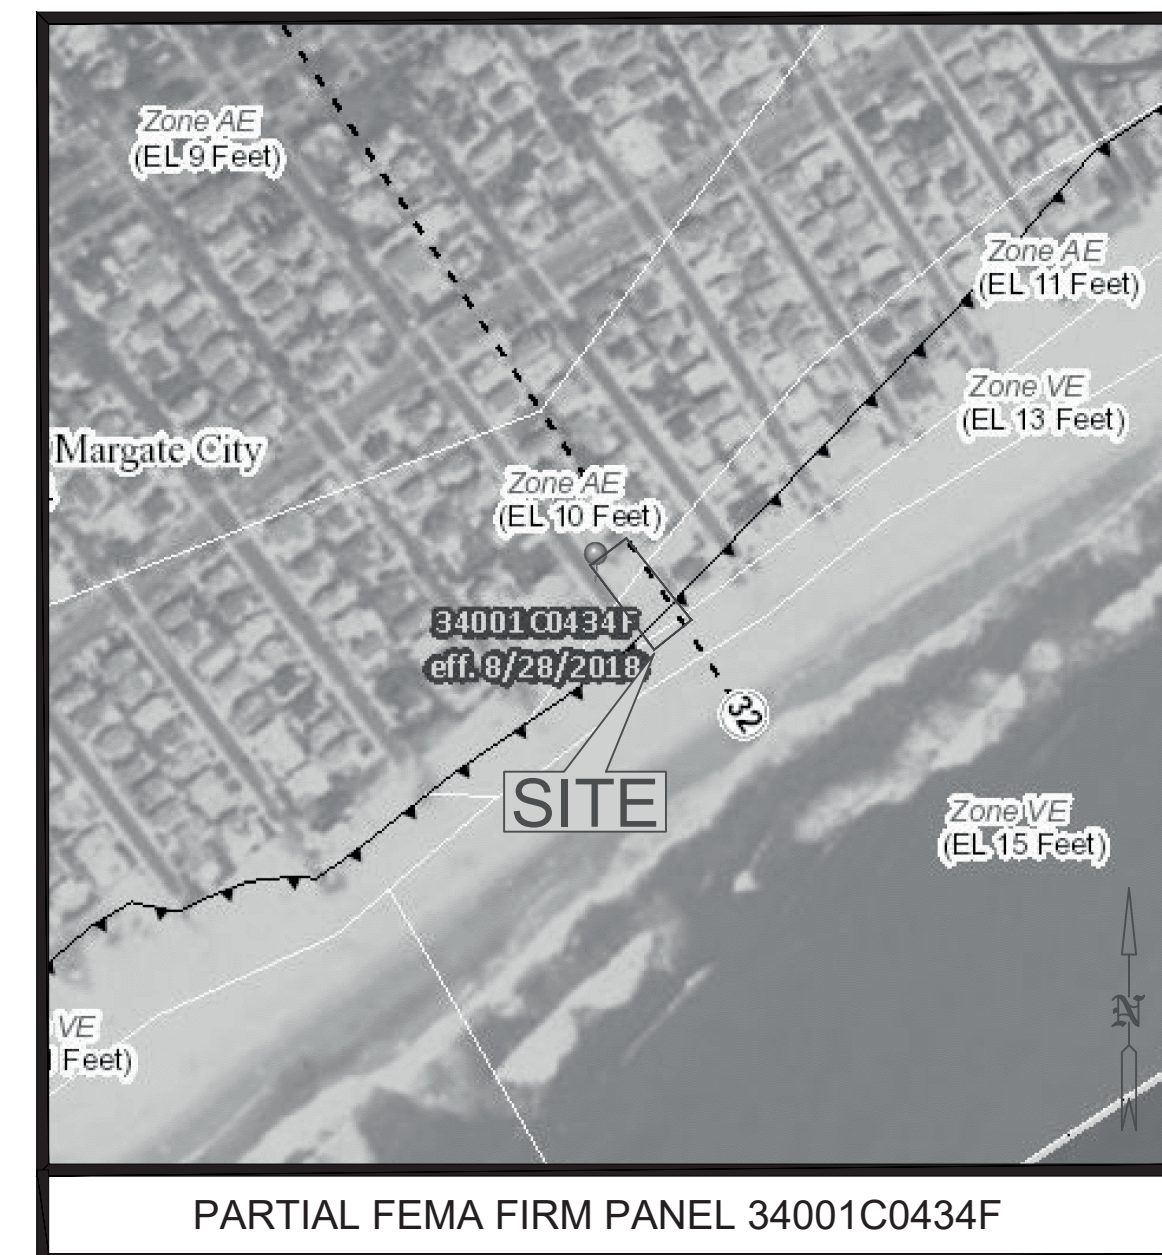 Zone AE
(EL 9 Feet)
Zone AE
(EL 11 Feet)
Zone VE
(EL 13 Feet)
Margate City
Zone AE
(EL 10 Feet)
34001C0434F
eff. 8/28/2018
32
SITE
Zone VE
(EL 15 Feet)
VE
Feet)
N
PARTIAL FEMA FIRM PANEL 34001C0434F